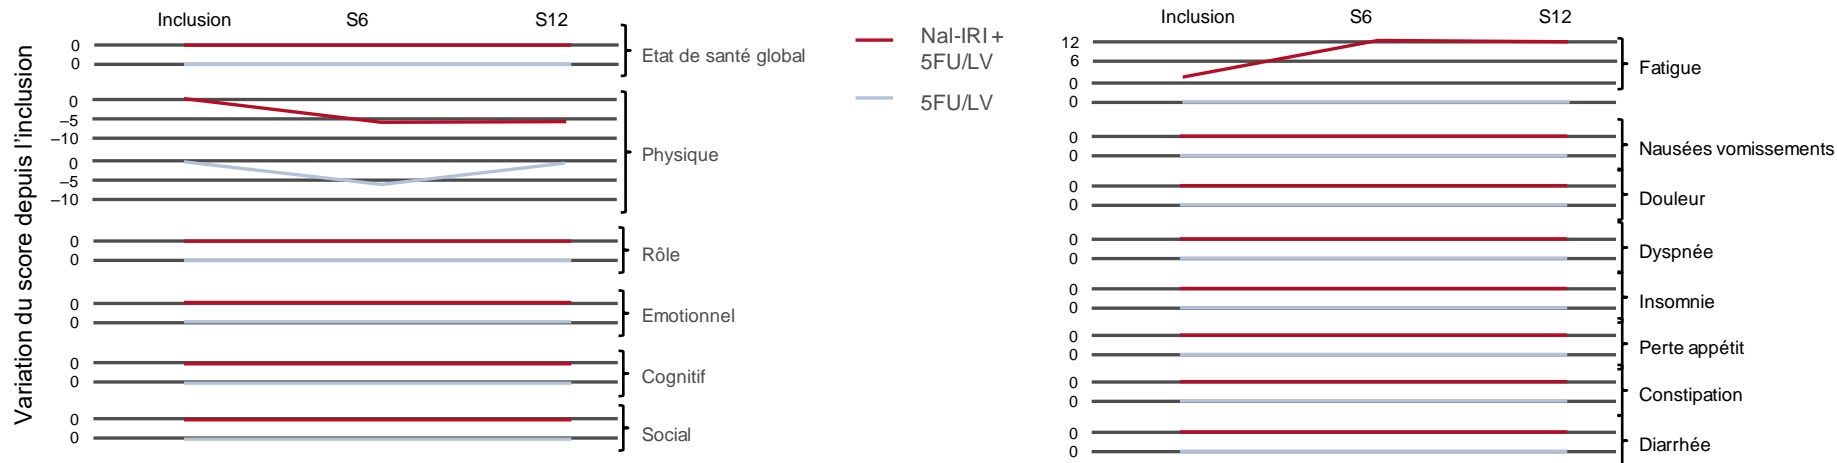 Variation du score depuis l'inclusion
Inclusion S6 S12
0
0
Etat de santé global
0
–5
–10
0
–5
–10
Physique
0
0
Rôle
0
0
Emotionnel
0
0
Cognitif
0
0
Social
Nal-IRI +
5FU/LV
5FU/LV
Inclusion S6 S12
12
6
0
0
Fatigue
0
0
Nausées vomissements
0
0
Douleur
0
0
Dyspnée
0
0
Insomnie
0
0
Perte appétit
0
0
Constipation
0
0
Diarrhée